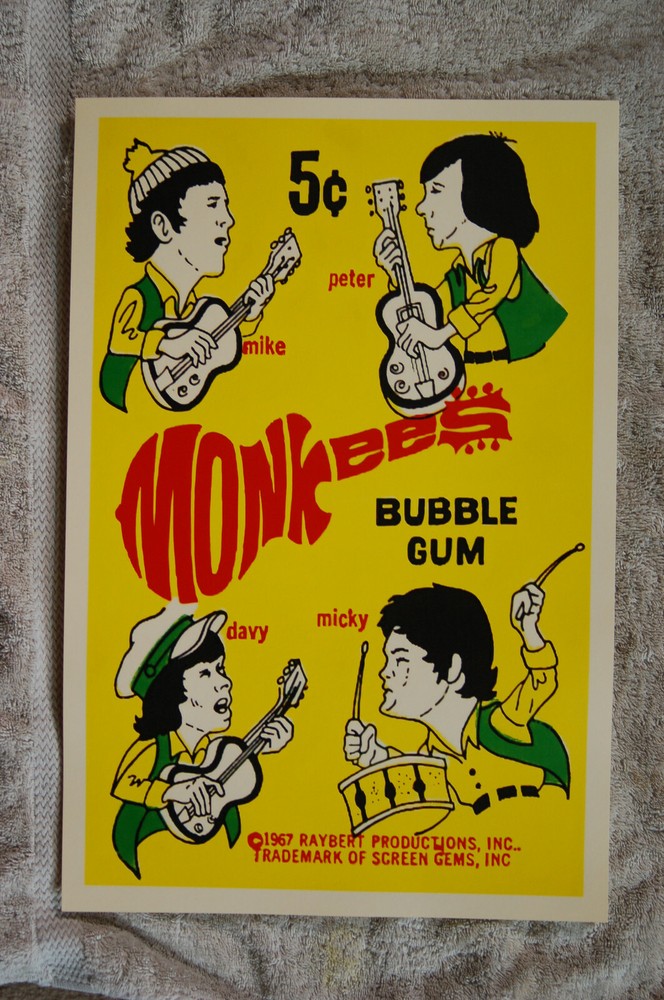 5¢
peter
mike
MONKees
BUBBLE
GUM
davy
micky
©1967 RAYBERT PRODUCTIONS, INC..
TRADEMARK OF SCREEN GEMS, INC